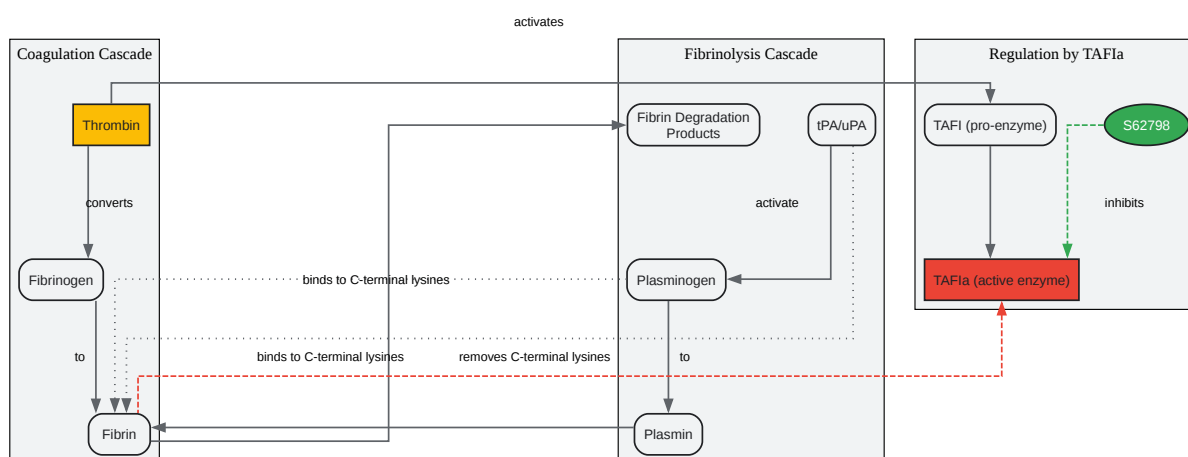 activates
Coagulation Cascade
Fibrinolysis Cascade
Regulation by TAFIa
Thrombin
Fibrin Degradation
Products
tPA/uPA
TAFI (pro-enzyme)
S62798
converts
activate
inhibits
Fibrinogen
binds to C-terminal lysines
Plasminogen
TAFIa (active enzyme)
to
binds to C-terminal lysines
removes C-terminal lysines
to
Fibrin
Plasmin